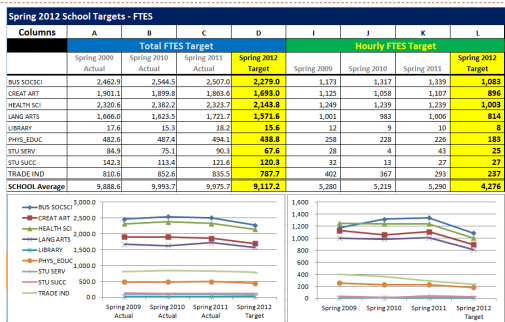 Spring 2012 School Targets - FTES
Columns A B C D I J K L
Total FTES Target Hourly FTES Target
Spring 2009 Actual Spring 2010 Actual Spring 2011 Actual Spring 2012 Target Spring 2009 Spring 2010 Spring 2011 Spring 2012 Target
BUS SOCSCI 2,462.9 2,544.5 2,507.0 2,279.0 1,173 1,317 1,339 1,083
CREAT ART 1,901.1 1,899.8 1,863.6 1,693.0 1,125 1,058 1,107 896
HEALTH SCI 2,320.6 2,382.2 2,323.7 2,143.8 1,249 1,239 1,239 1,003
LANG ARTS 1,666.0 1,623.5 1,721.7 1,571.6 1,001 983 1,006 814
LIBRARY 17.6 15.3 18.2 15.6 12 9 10 8
PHYS_EDUC 482.6 487.4 494.1 438.8 258 228 226 183
STU SERV 84.9 75.1 90.3 67.6 28 4 43 25
STU SUCC 142.3 113.4 121.6 120.3 32 13 27 27
TRADE IND 810.6 852.6 835.5 787.7 402 367 293 237
SCHOOL Average 9,888.6 9,993.7 9,975.7 9,117.2 5,280 5,219 5,290 4,276
BUS SOSCI
CREAT ART
HEALTH SCI
LANG ARTS
LIBRARY
PHYS_EDUC
STU SERV
STU SUCC
TRADE IND
3,000.0
2,500.0
2,000.0
1,500.0
1,000.0
500.0
0.0
Spring 2009 Actual Spring 2010 Actual Spring 2011 Actual Spring 2012 Target
1,600
1,400
1,200
1,000
800
600
400
200
0
Spring 2009 Spring 2010 Spring 2011 Spring 2012 Target